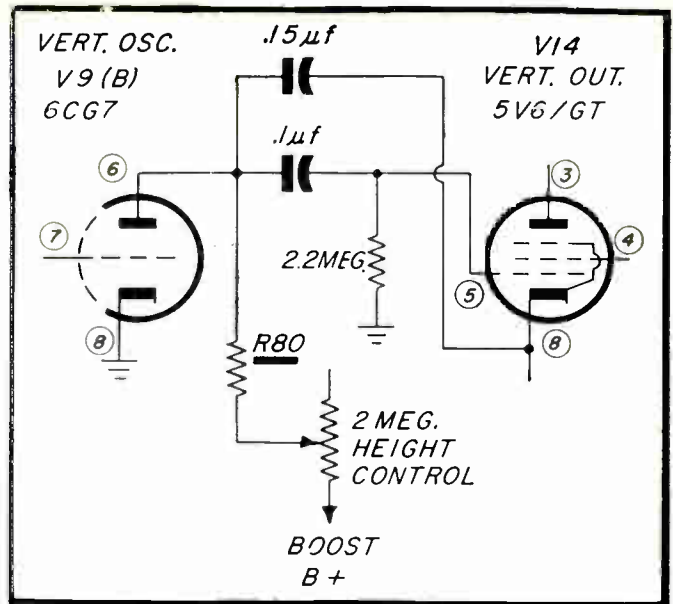 VERT. OSC.
V9 (B)
6CG7
.15µf
V14
VERT. OUT.
5V6/GT
.1µf
6
3
7
4
2.2MEG.
5
8
8
R80
2 MEG.
HEIGHT
CONTROL
BOOST
B+